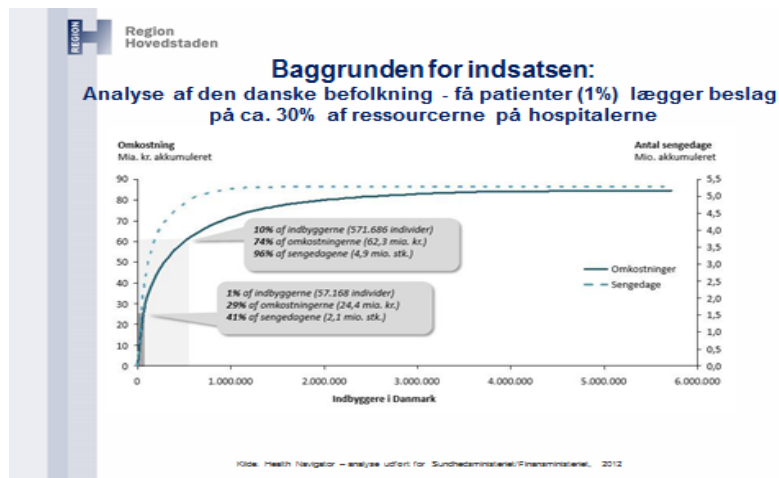 REGION
Region
Hovedstaden
Baggrunden for indsatsen:
Analyse af den danske befolkning - få patienter (1%) lægger beslag
på ca. 30% af ressourcerne på hospitalerne
Omkostning
Mia. kr. akkumuleret
Antal sengedage
Mio. akkumuleret
90
80
70
60
50
40
30
20
10
0
5,5
5,0
4,5
4,0
3,5
3,0
2,5
2,0
1,5
1,0
0,5
0,0
10% af indbyggerne (571.686 individer)
74% af omkostningerne (62,3 mia. kr.)
96% af sengedagene (4,9 mio. stk.)
1% af indbyggerne (57.168 individer)
29% af omkostningerne (24,4 mia. kr.)
41% af sengedagene (2,1 mio. stk.)
Omkostninger
Sengedage
0 1.000.000 2.000.000 3.000.000 4.000.000 5.000.000 6.000.000
Indbyggere i Danmark
Kilde. Health Navigator – analyse udført for Sundhedsministeriet/Finansministeriet, 2012